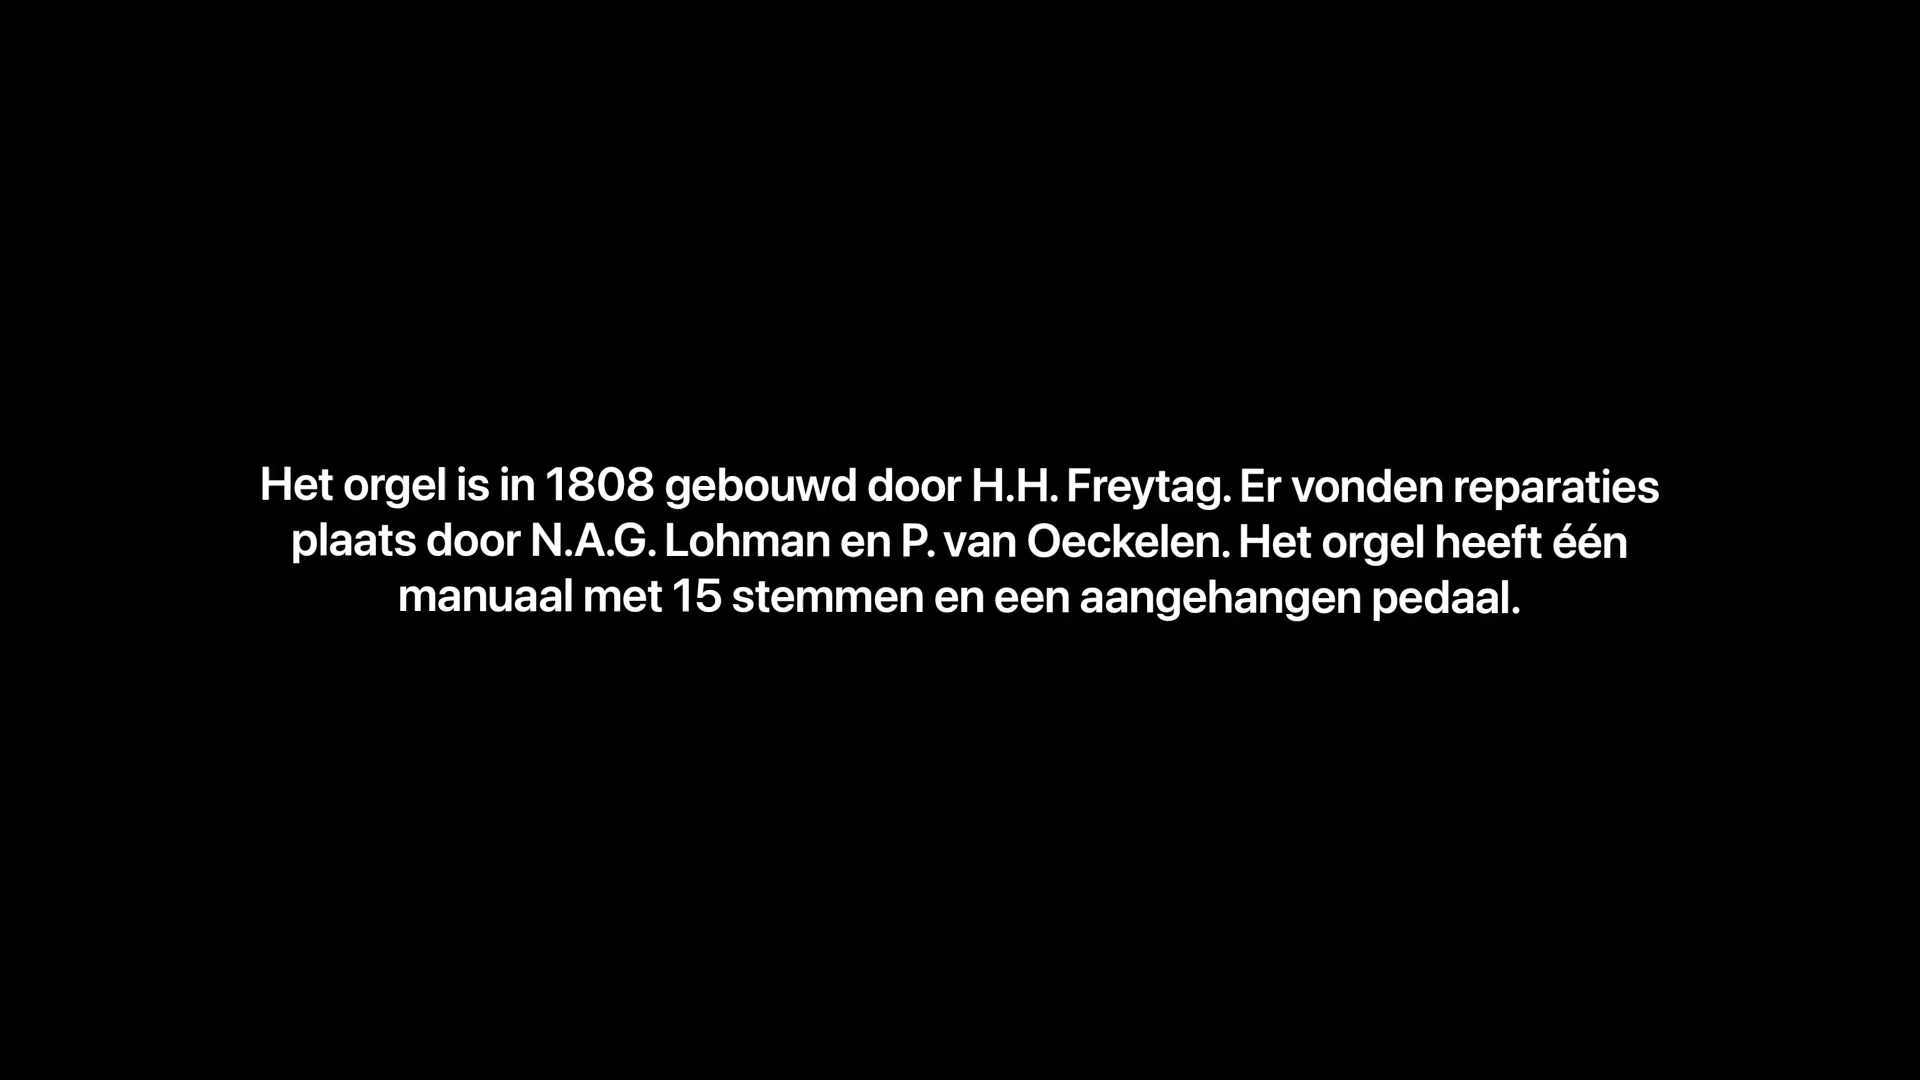 Het orgel is in 1808 gebouwd door H.H. Freytag. Er vonden reparaties
plaats door N.A.G. Lohman en P. van Oeckelen. Het orgel heeft één
manuaal met 15 stemmen en een aangehangen pedaal.